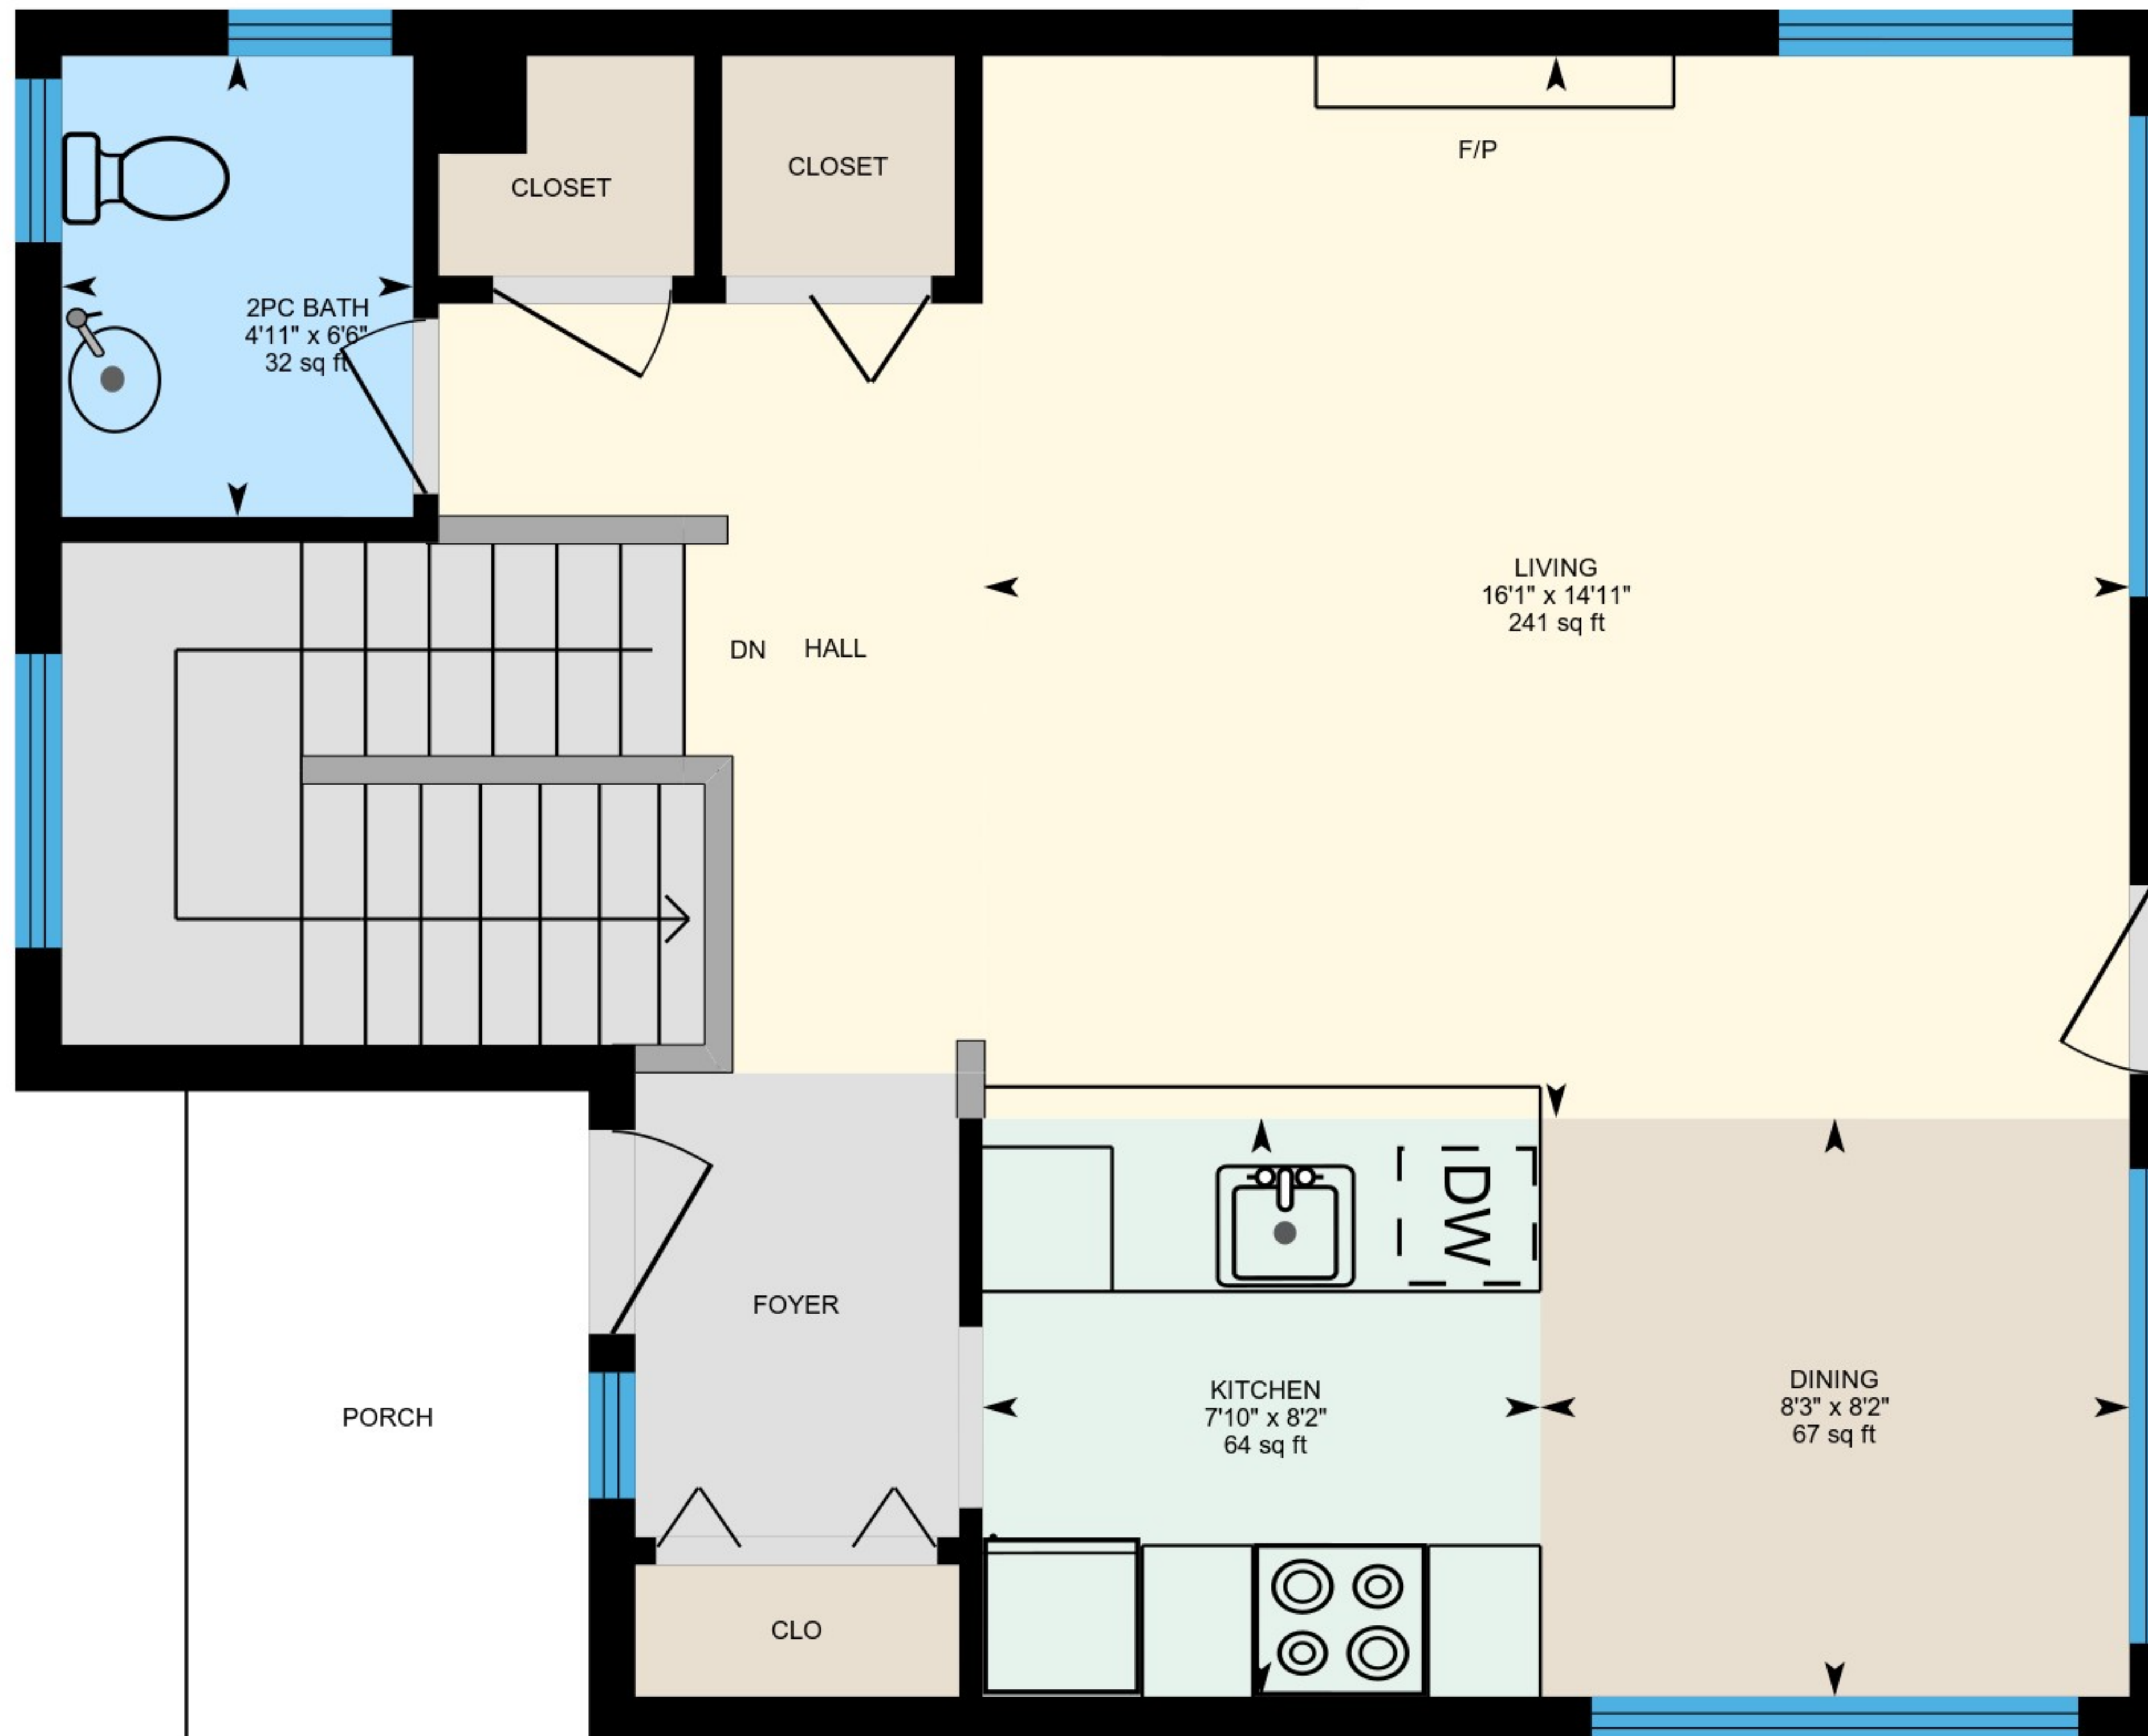 CLOSET
CLOSET
F/P
2PC BATH
4'11" x 6'6"
32 sq ft
LIVING
16'1" x 14'11"
241 sq ft
DN
HALL
DW
FOYER
PORCH
KITCHEN
7'10" x 8'2"
64 sq ft
DINING
8'3" x 8'2"
67 sq ft
CLO